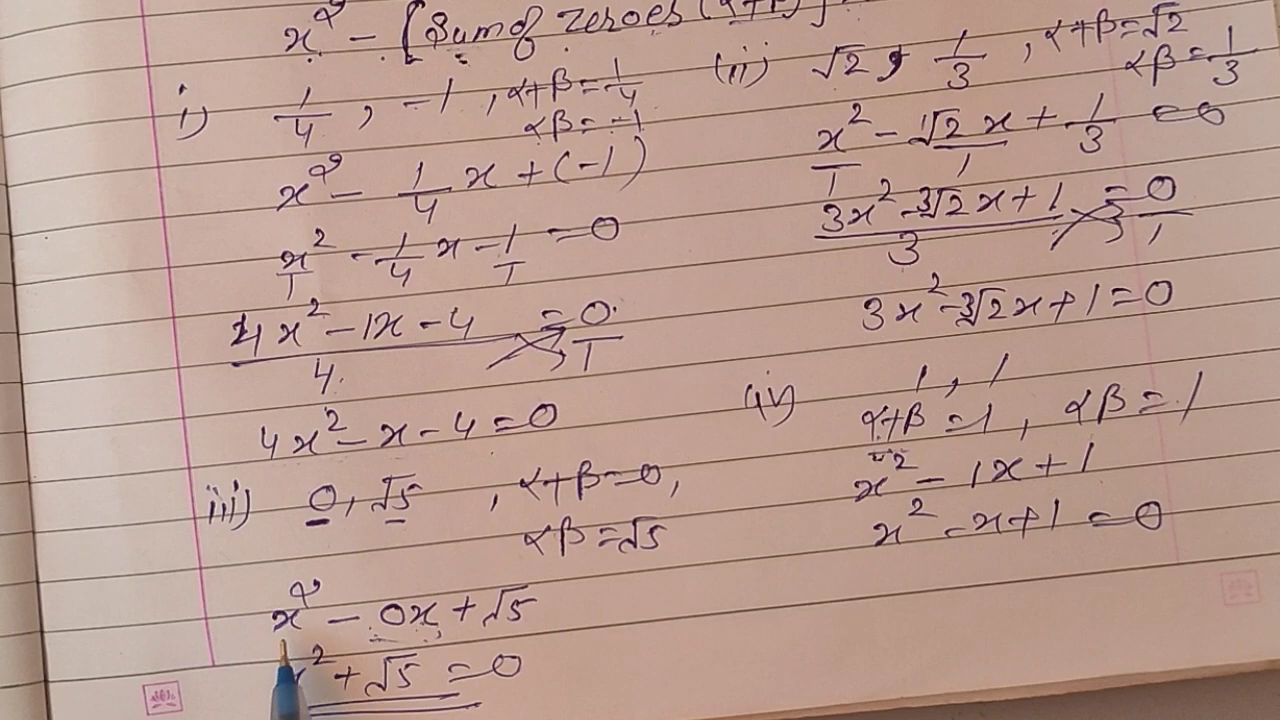 x² - [Sum of zeroes (α+β)]
i) 1/4, -1, α+β = 1/4
αβ = -1
x² - 1/4 x + (-1)
x²/1 - 1/4 x - 1/1 = 0
4x² - 1x - 4 / 4 = 0/1
4x² - x - 4 = 0
iii) 0, √5, α+β = 0,
αβ = √5
x² - 0x + √5
x² + √5 = 0
(ii) √2, 1/3, α+β = √2
αβ = 1/3
x²/1 - √2x/1 + 1/3 = 0
3x² - 3√2x + 1 / 3 = 0/1
3x² - 3√2x + 1 = 0
(iv) 1, 1
α+β = 1, αβ = 1
x² - 1x + 1
x² - x + 1 = 0